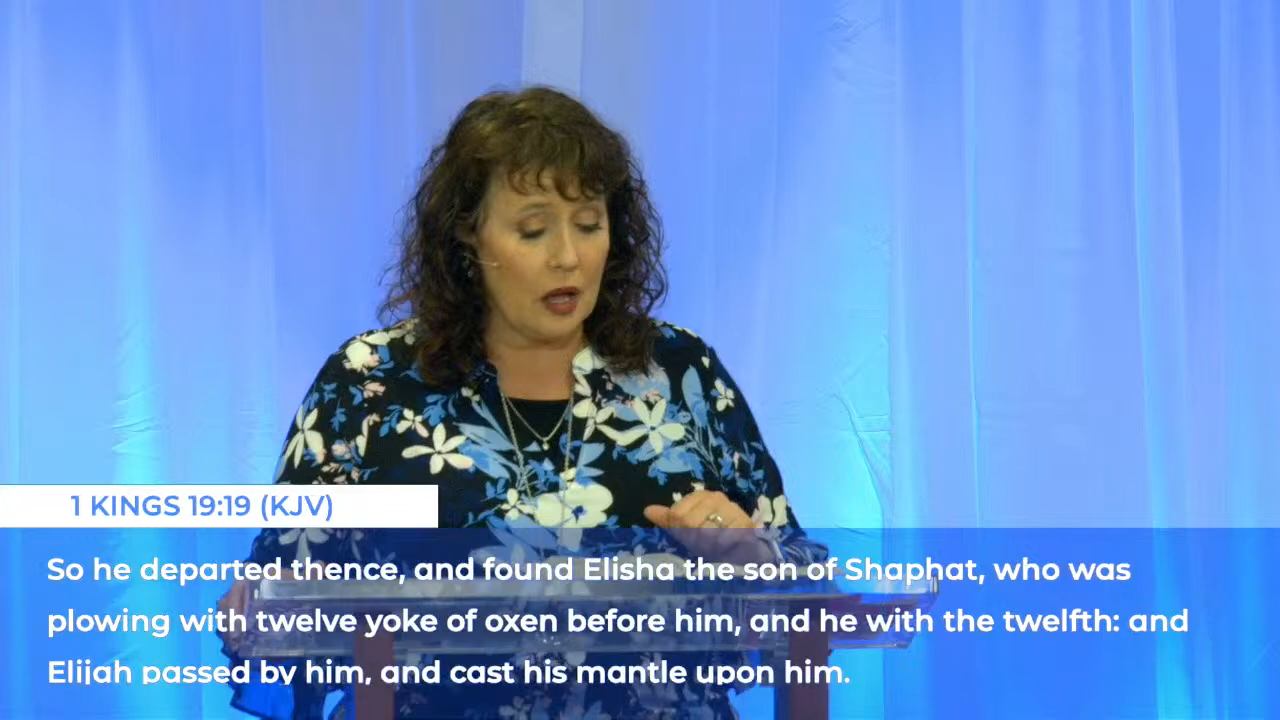 1 KINGS 19:19 (KJV)
So he departed thence, and found Elisha the son of Shaphat, who was
plowing with twelve yoke of oxen before him, and he with the twelfth: and
Elijah passed by him, and cast his mantle upon him.